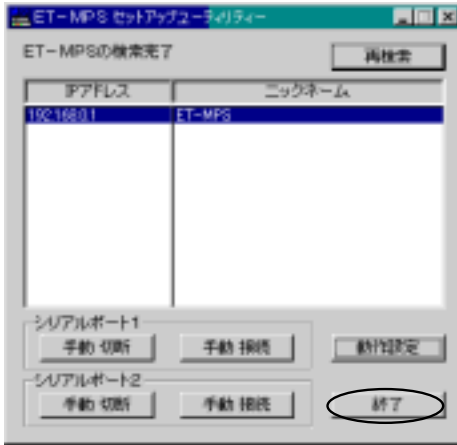 ET-MPS セットアップユーティリティー
ET-MPSの検索完了
再検索
IPアドレス ニックネーム
192.168.0.1 ET-MPS
シリアルポート1
手動 切断 手動 接続 動作設定
シリアルポート2
手動 切断 手動 接続 終了